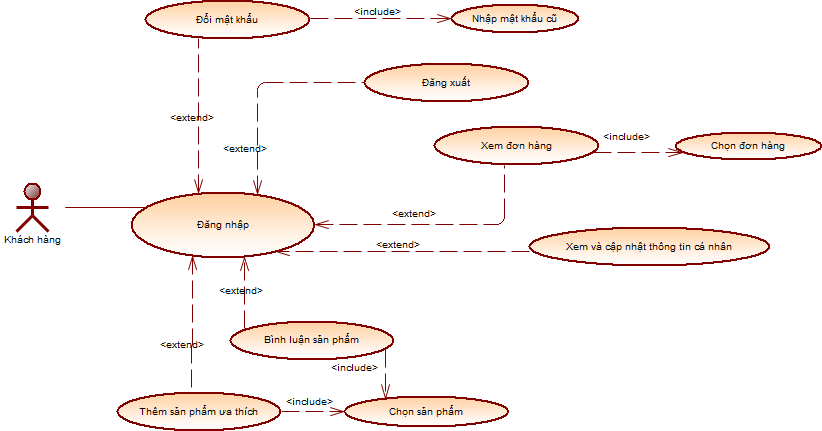 Đổi mật khẩu
<include>
Nhập mật khẩu cũ
Đăng xuất
<extend>
<extend>
Xem đơn hàng
<include>
Chọn đơn hàng
Khách hàng
Đăng nhập
<extend>
<extend>
Xem và cập nhật thông tin cá nhân
<extend>
<extend>
Bình luận sản phẩm
<include>
Thêm sản phẩm ưa thích
<include>
Chọn sản phẩm